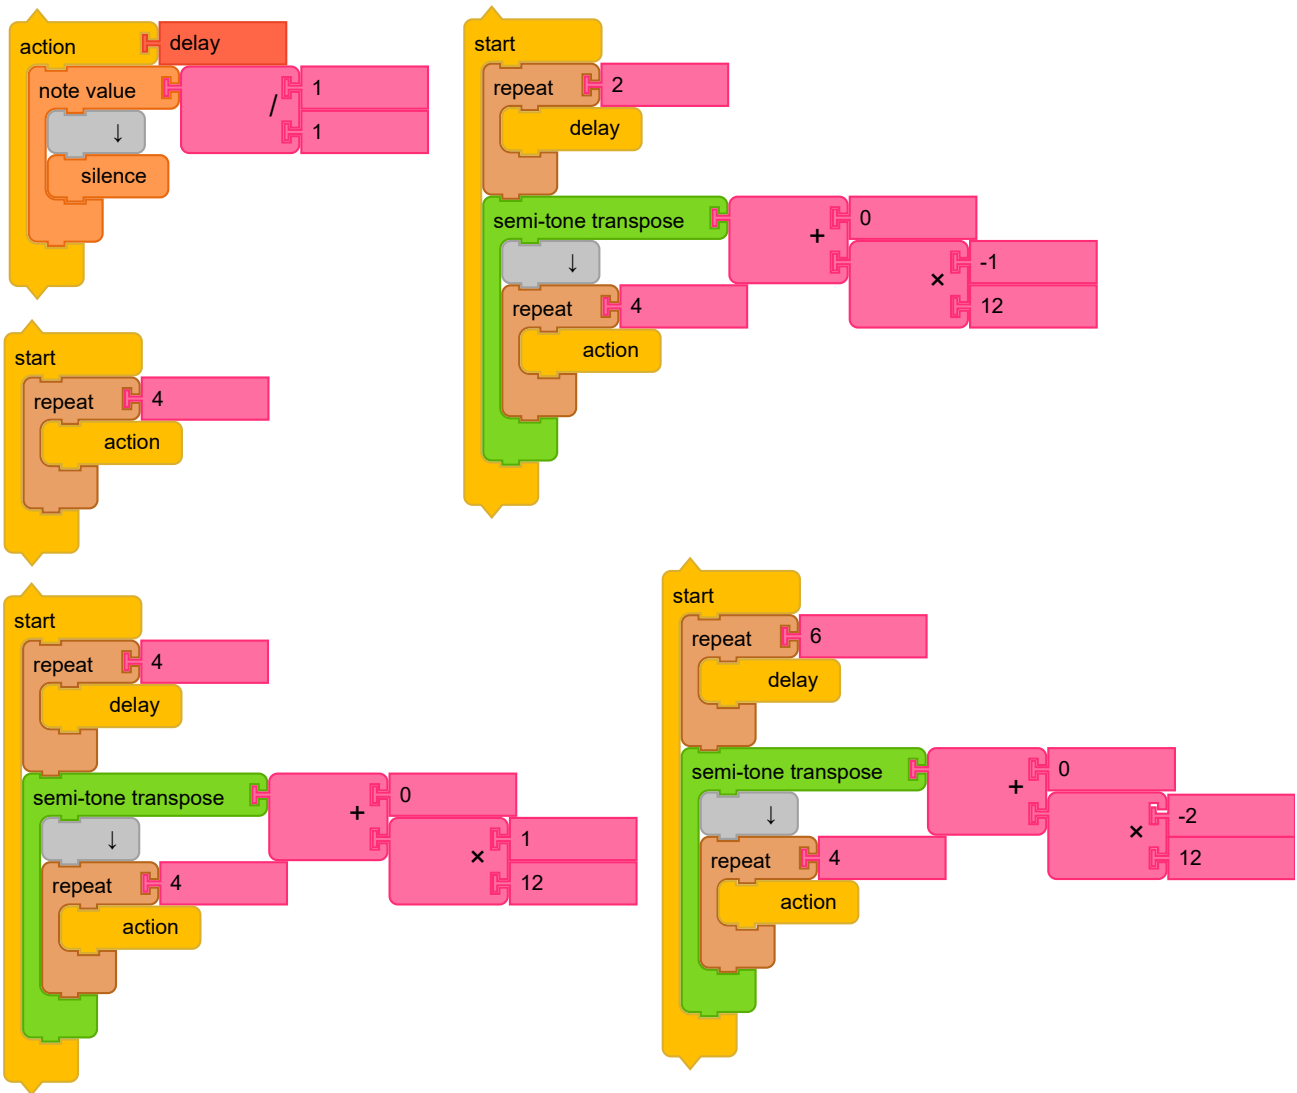 action delay
note value / 1
1
↓
silence
start
repeat 4
action
start
repeat 2
delay
semi-tone transpose + 0
↓ × -1
12
repeat 4
action
start
repeat 4
delay
semi-tone transpose + 0
↓ × 1
12
repeat 4
action
start
repeat 6
delay
semi-tone transpose + 0
↓ × -2
12
repeat 4
action